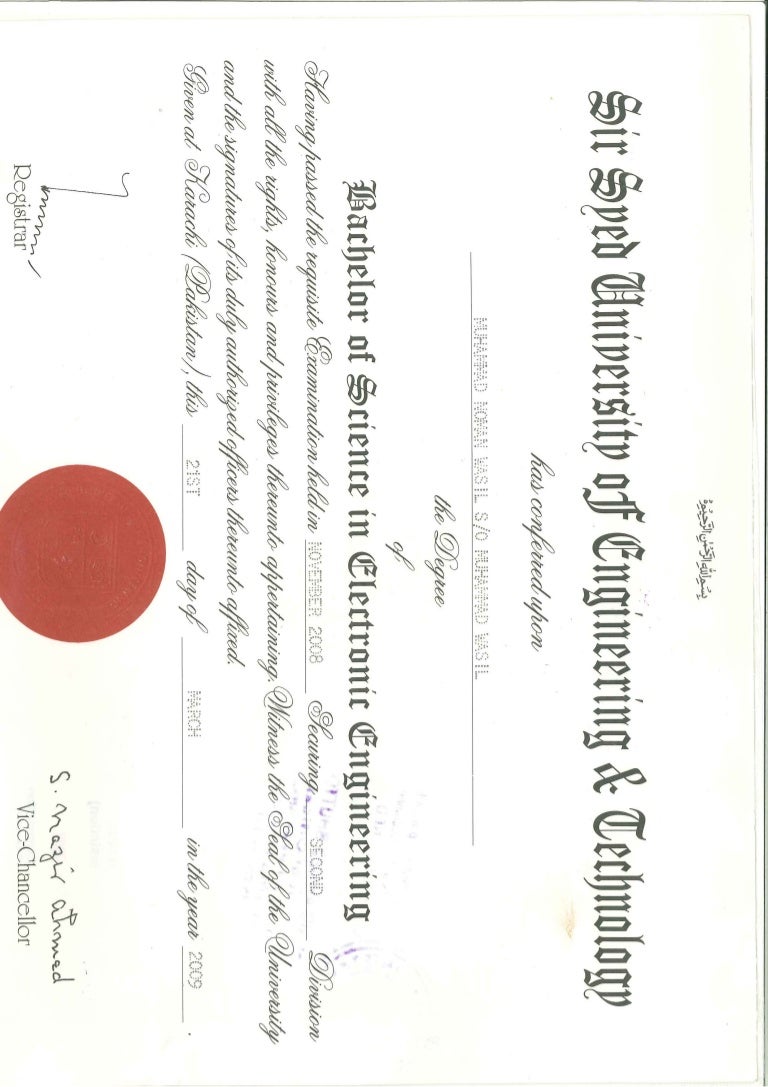 بسم الله الرحمن الرحيم
Sir Syed University of Engineering & Technology
has conferred upon
MUHAMMAD NOMAN WASIL S/O MUHAMMAD WASIL
the Degree
of
Bachelor of Science in Electronic Engineering
Having passed the requisite Examination held in NOVEMBER 2008 Securing SECOND Division
with all the rights, honours and privileges thereunto appertaining. Witness the Seal of the University
and the signatures of its duly authorized officers thereunto affixed.
Given at Karachi (Pakistan), this 21ST day of MARCH in the year 2009.
S. Nazir Ahmed
Registrar Vice-Chancellor